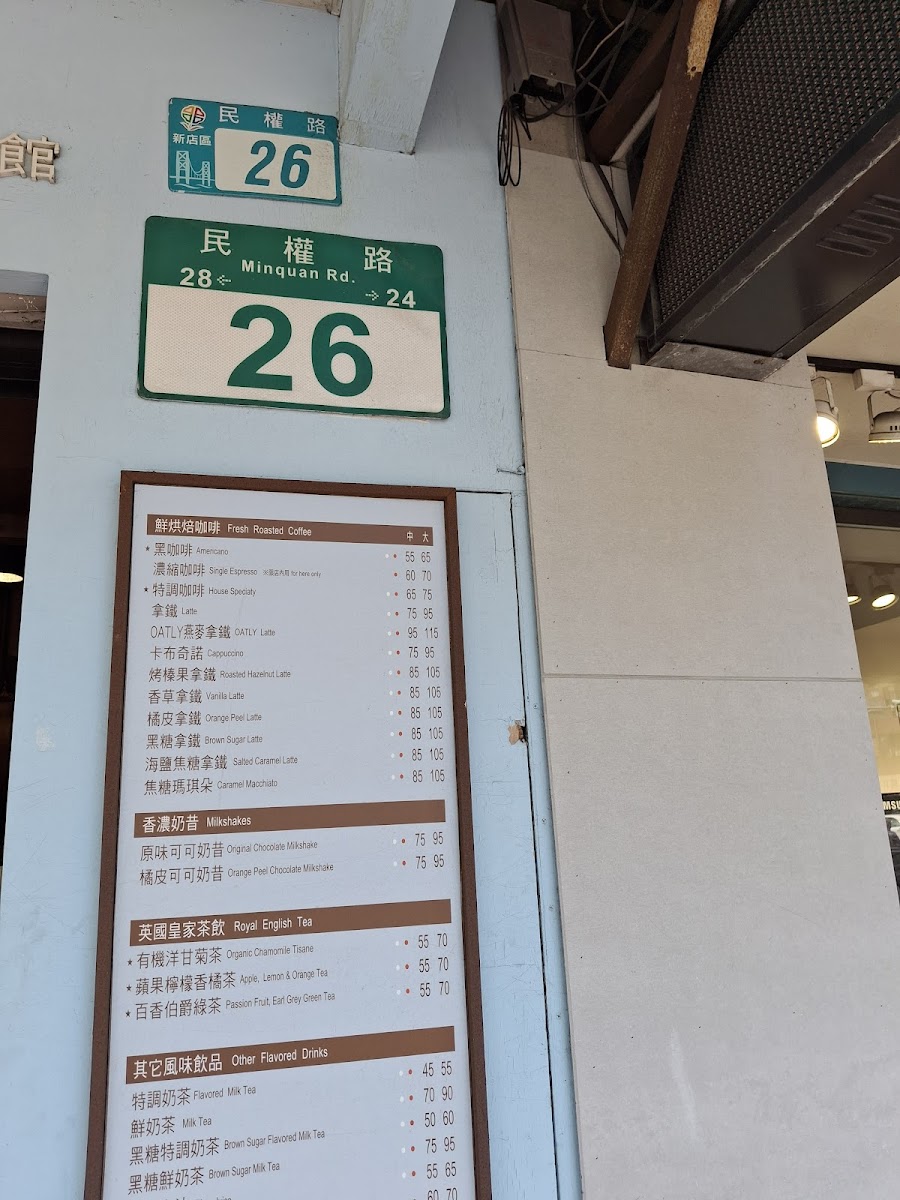 館
民權路
新店區
26
民權路
Minquan Rd.
28 ← → 24
26
鮮烘焙咖啡 Fresh Roasted Coffee 中 大
★ 黑咖啡 Americano 55 65
濃縮咖啡 Single Espresso ※限店內用 for here only 60 70
★ 特調咖啡 House Specialty 65 75
拿鐵 Latte 75 95
OATLY燕麥拿鐵 OATLY Latte 95 115
卡布奇諾 Cappuccino 75 95
烤榛果拿鐵 Roasted Hazelnut Latte 85 105
香草拿鐵 Vanilla Latte 85 105
橘皮拿鐵 Orange Peel Latte 85 105
黑糖拿鐵 Brown Sugar Latte 85 105
海鹽焦糖拿鐵 Salted Caramel Latte 85 105
焦糖瑪琪朵 Caramel Macchiato 85 105
香濃奶昔 Milkshakes
原味可可奶昔 Original Chocolate Milkshake 75 95
橘皮可可奶昔 Orange Peel Chocolate Milkshake 75 95
英國皇家茶飲 Royal English Tea
★ 有機洋甘菊茶 Organic Chamomile Tisane 55 70
★ 蘋果檸檬香橘茶 Apple, Lemon & Orange Tea 55 70
★ 百香伯爵綠茶 Passion Fruit, Earl Grey Green Tea 55 70
其它風味飲品 Other Flavored Drinks
特調奶茶 Flavored Milk Tea 45 55
鮮奶茶 Milk Tea 70 90
黑糖特調奶茶 Brown Sugar Flavored Milk Tea 50 60
黑糖鮮奶茶 Brown Sugar Milk Tea 75 95
55 65
60 70